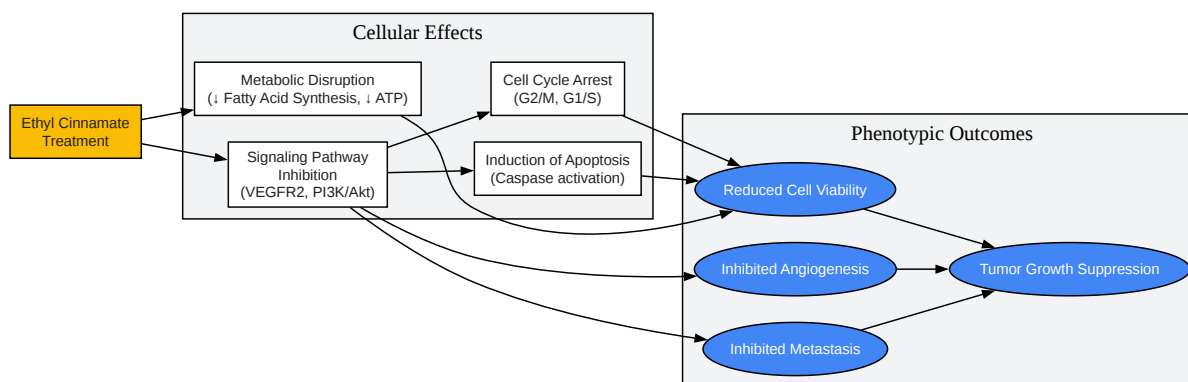 Cellular Effects
Metabolic Disruption
(↓ Fatty Acid Synthesis, ↓ ATP)
Cell Cycle Arrest
(G2/M, G1/S)
Ethyl Cinnamate
Treatment
Signaling Pathway
Inhibition
(VEGFR2, PI3K/Akt)
Induction of Apoptosis
(Caspase activation)
Phenotypic Outcomes
Reduced Cell Viability
Inhibited Angiogenesis
Tumor Growth Suppression
Inhibited Metastasis